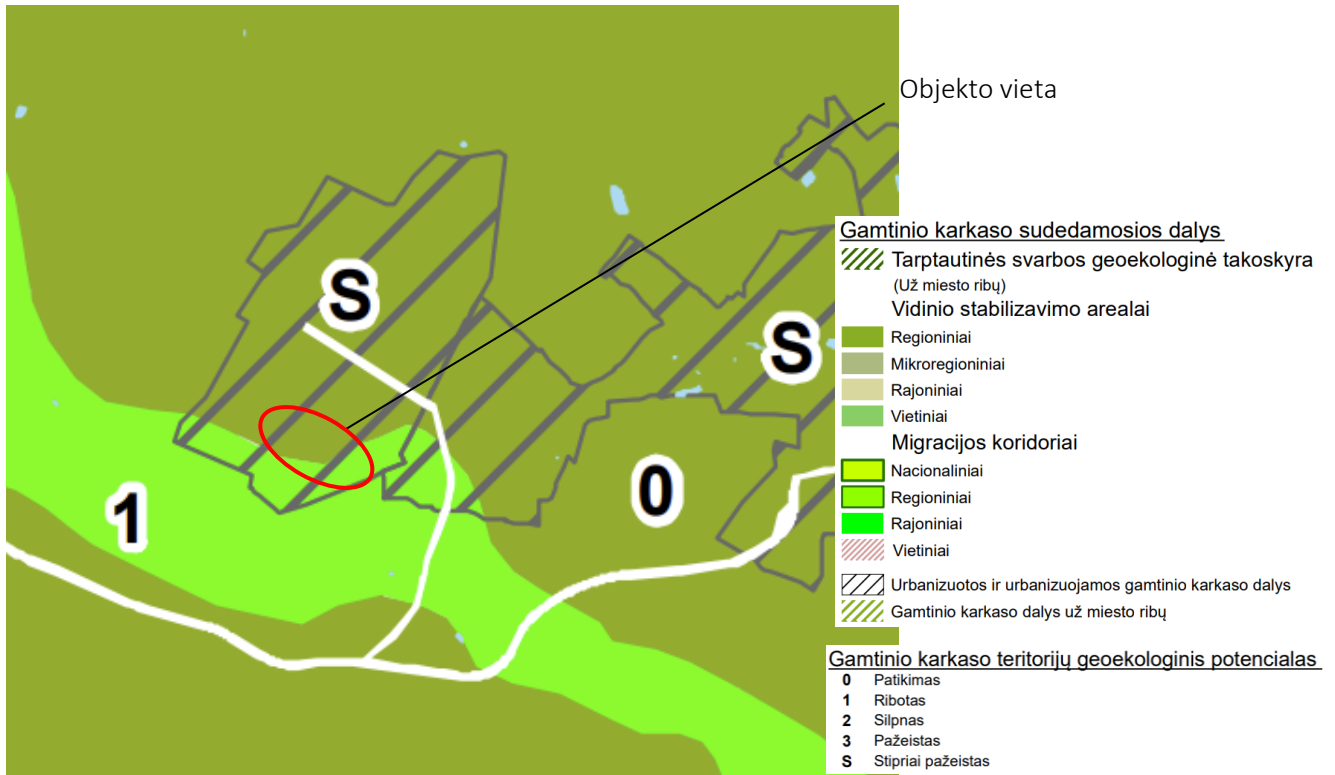 Objekto vieta
S
S
0
1
Gamtinio karkaso sudedamosios dalys
Tarptautinės svarbos geoekologinė takoskyra
(Už miesto ribų)
Vidinio stabilizavimo arealai
Regioniniai
Mikroregioniniai
Rajoniniai
Vietiniai
Migracijos koridoriai
Nacionaliniai
Regioniniai
Rajoniniai
Vietiniai
Urbanizuotos ir urbanizuojamos gamtinio karkaso dalys
Gamtinio karkaso dalys už miesto ribų
Gamtinio karkaso teritorijų geoekologinis potencialas
0 Patikimas
1 Ribotas
2 Silpnas
3 Pažeistas
S Stipriai pažeistas